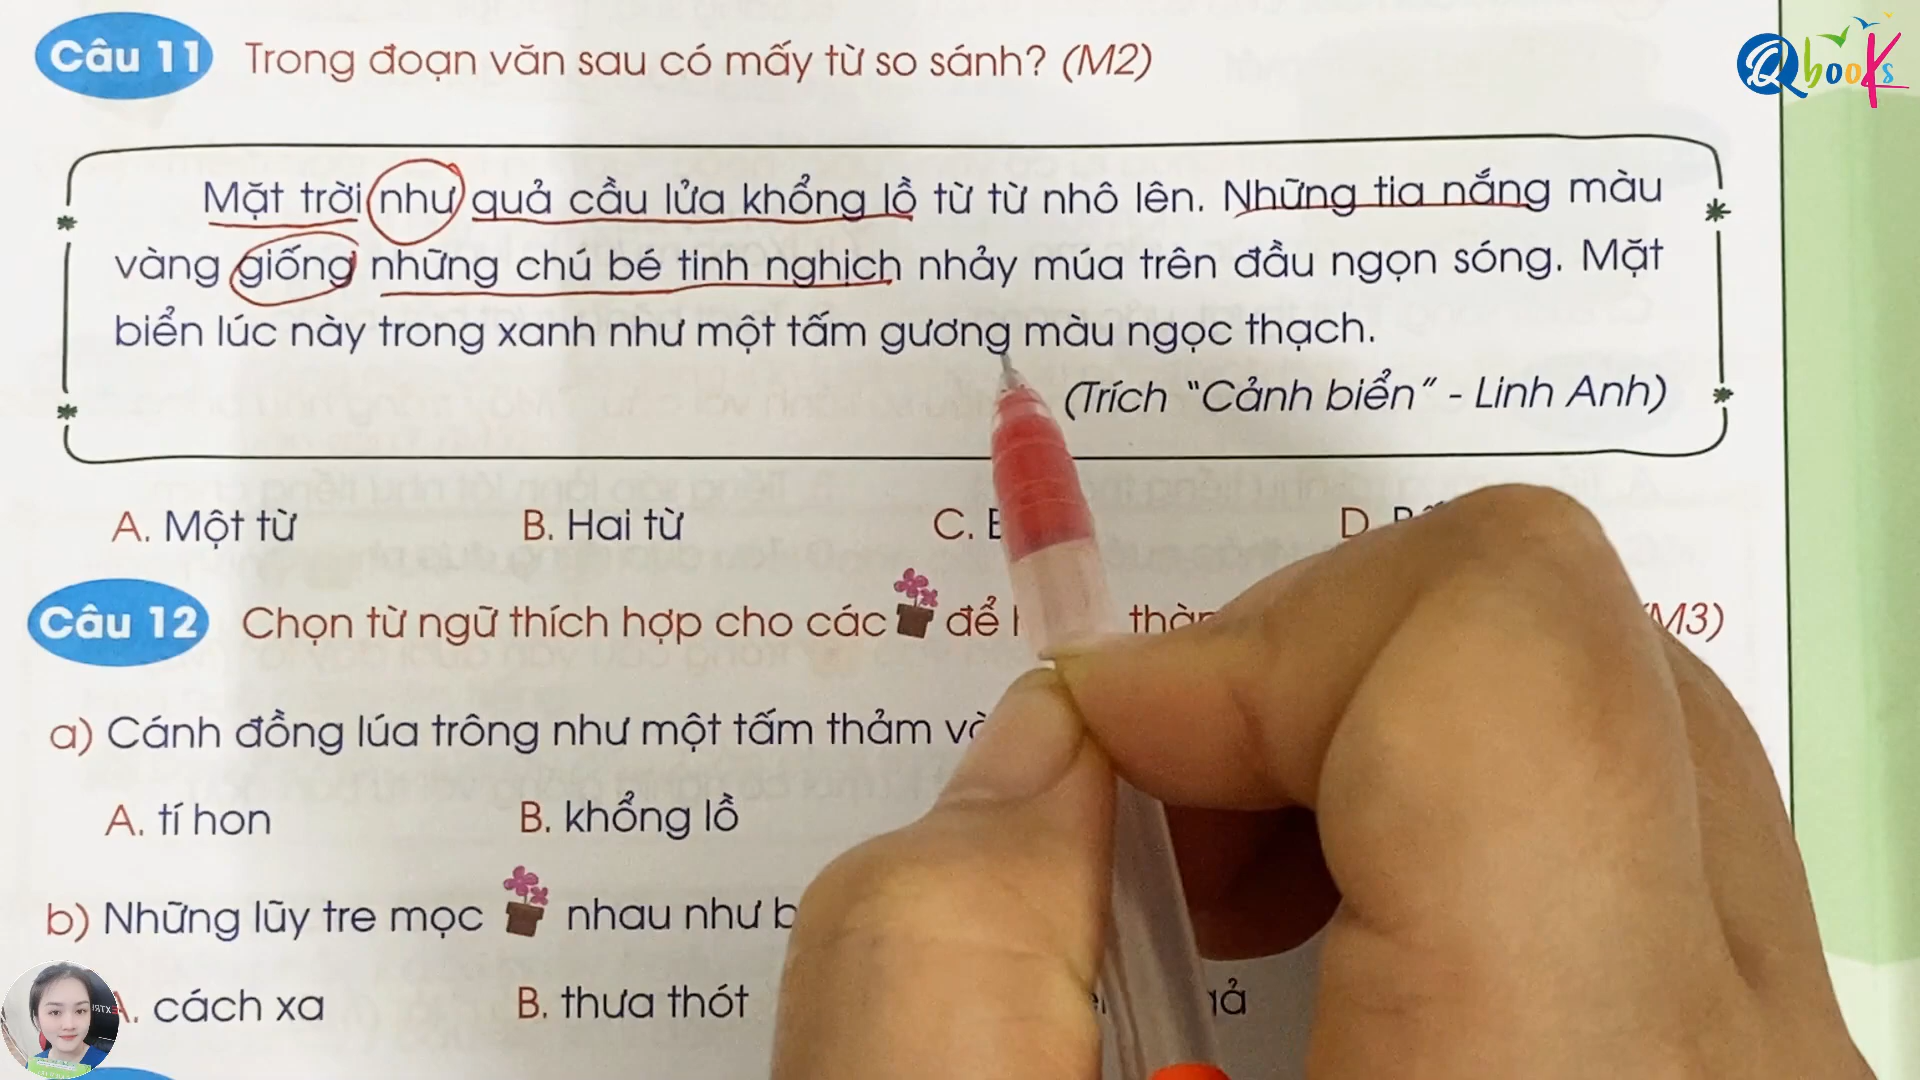 Qbooks
Câu 11 Trong đoạn văn sau có mấy từ so sánh? (M2)
Mặt trời như quả cầu lửa khổng lồ từ từ nhô lên. Những tia nắng màu
vàng giống những chú bé tinh nghịch nhảy múa trên đầu ngọn sóng. Mặt
biển lúc này trong xanh như một tấm gương màu ngọc thạch.
(Trích “Cảnh biển” - Linh Anh)
A. Một từ B. Hai từ C. D.
Câu 12 Chọn từ ngữ thích hợp cho các để (M3)
a) Cánh đồng lúa trông như một tấm thảm
A. tí hon B. khổng lồ
b) Những lũy tre mọc nhau như
A. cách xa B. thưa thót